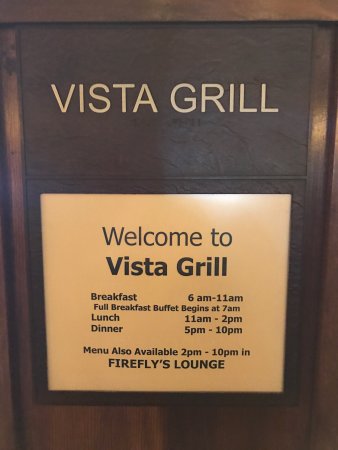 VISTA GRILL
Welcome to
Vista Grill
Breakfast 6 am-11am
Full Breakfast Buffet Begins at 7am
Lunch 11am - 2pm
Dinner 5pm - 10pm
Menu Also Available 2pm - 10pm in
FIREFLY'S LOUNGE